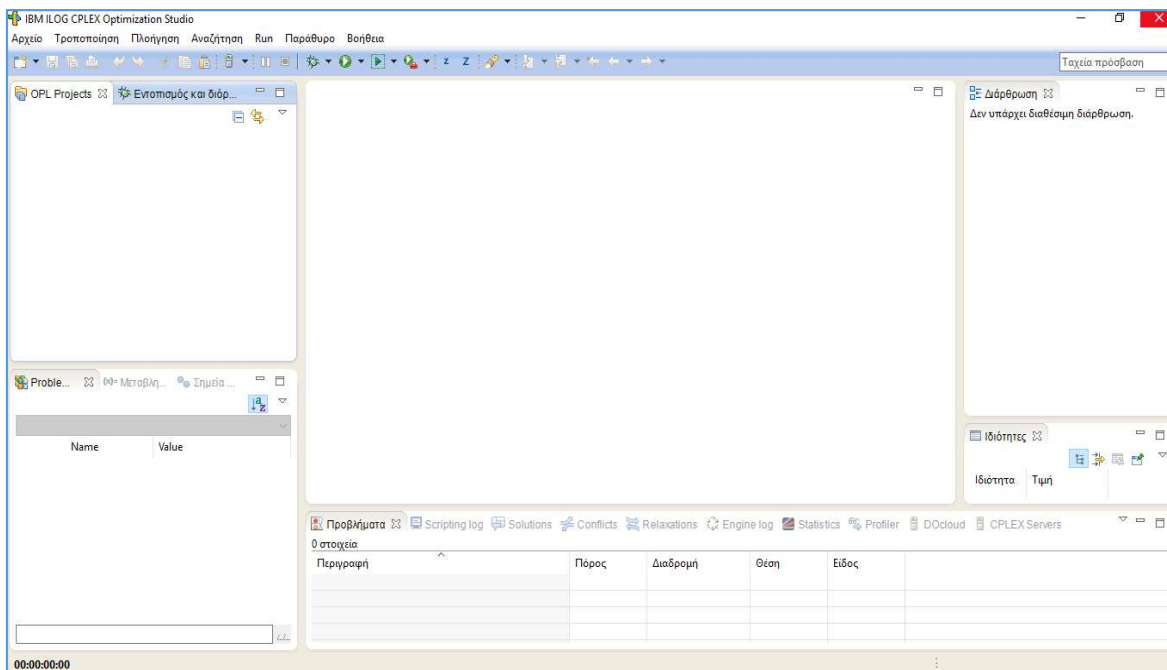 IBM ILOG CPLEX Optimization Studio
Αρχείο Τροποποίηση Πλοήγηση Αναζήτηση Run Παράθυρο Βοήθεια
Ταχεία πρόσβαση
OPL Projects Εντοπισμός και διόρ...
Διάρθρωση
Δεν υπάρχει διαθέσιμη διάρθρωση.
Proble... (x)= Μεταβλη... Σημεία ...
Name Value
Ιδιότητες
Ιδιότητα Τιμή
Προβλήματα Scripting log Solutions Conflicts Relaxations Engine log Statistics Profiler DOcloud CPLEX Servers
0 στοιχεία
Περιγραφή Πόρος Διαδρομή Θέση Είδος
00:00:00:00